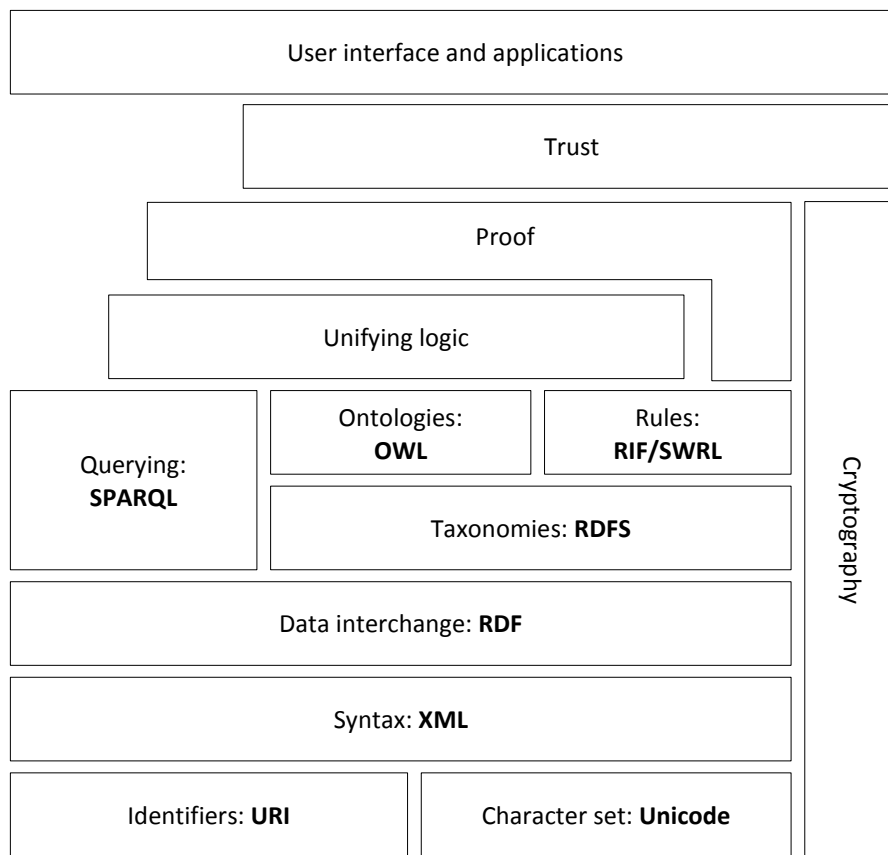 User interface and applications
Trust
Proof
Unifying logic
Querying:
SPARQL
Ontologies:
OWL
Rules:
RIF/SWRL
Taxonomies: RDFS
Cryptography
Data interchange: RDF
Syntax: XML
Identifiers: URI
Character set: Unicode